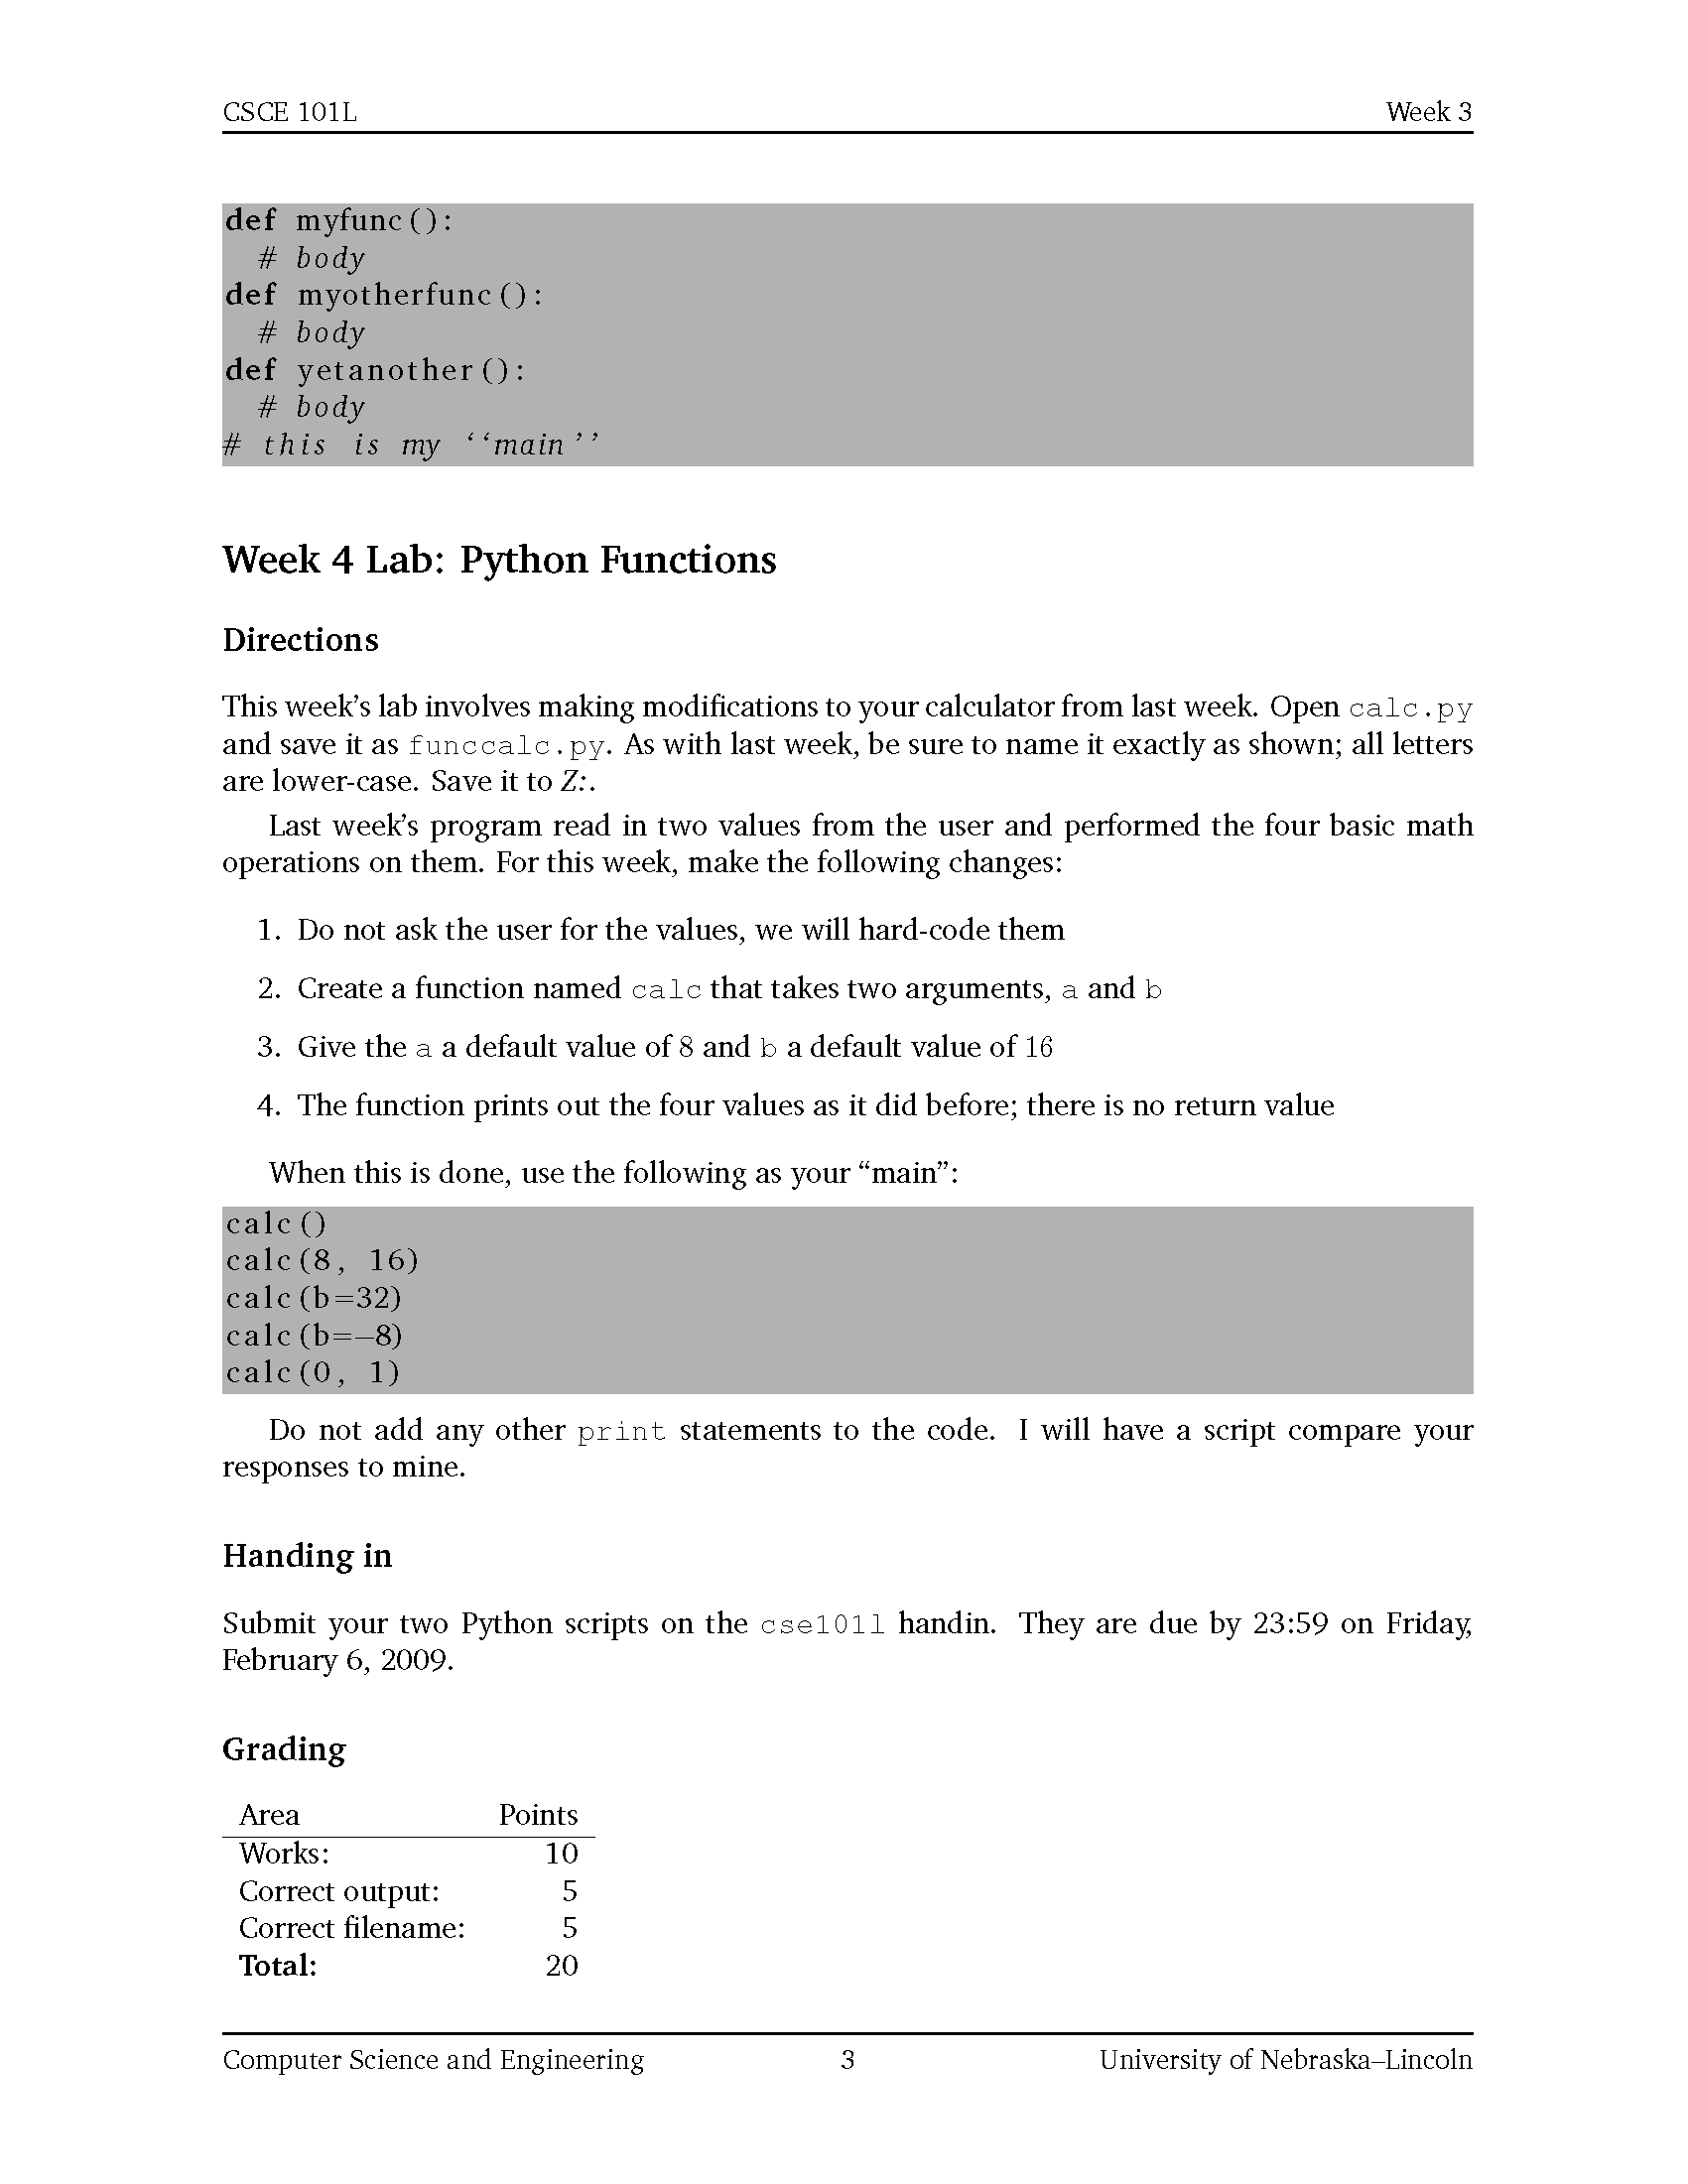 CSCE 101L Week 3
def myfunc():
# body
def myotherfunc():
# body
def yetanother():
# body
# this is my ‘‘main’’
Week 4 Lab: Python Functions
Directions
This week’s lab involves making modifications to your calculator from last week. Open calc.py
and save it as funccalc.py. As with last week, be sure to name it exactly as shown; all letters
are lower-case. Save it to Z:.
Last week’s program read in two values from the user and performed the four basic math
operations on them. For this week, make the following changes:
1. Do not ask the user for the values, we will hard-code them
2. Create a function named calc that takes two arguments, a and b
3. Give the a a default value of 8 and b a default value of 16
4. The function prints out the four values as it did before; there is no return value
When this is done, use the following as your “main”:
calc()
calc(8, 16)
calc(b=32)
calc(b=−8)
calc(0, 1)
Do not add any other print statements to the code. I will have a script compare your
responses to mine.
Handing in
Submit your two Python scripts on the cse101l handin. They are due by 23:59 on Friday,
February 6, 2009.
Grading
Area Points
Works: 10
Correct output: 5
Correct filename: 5
Total: 20
Computer Science and Engineering 3 University of Nebraska–Lincoln